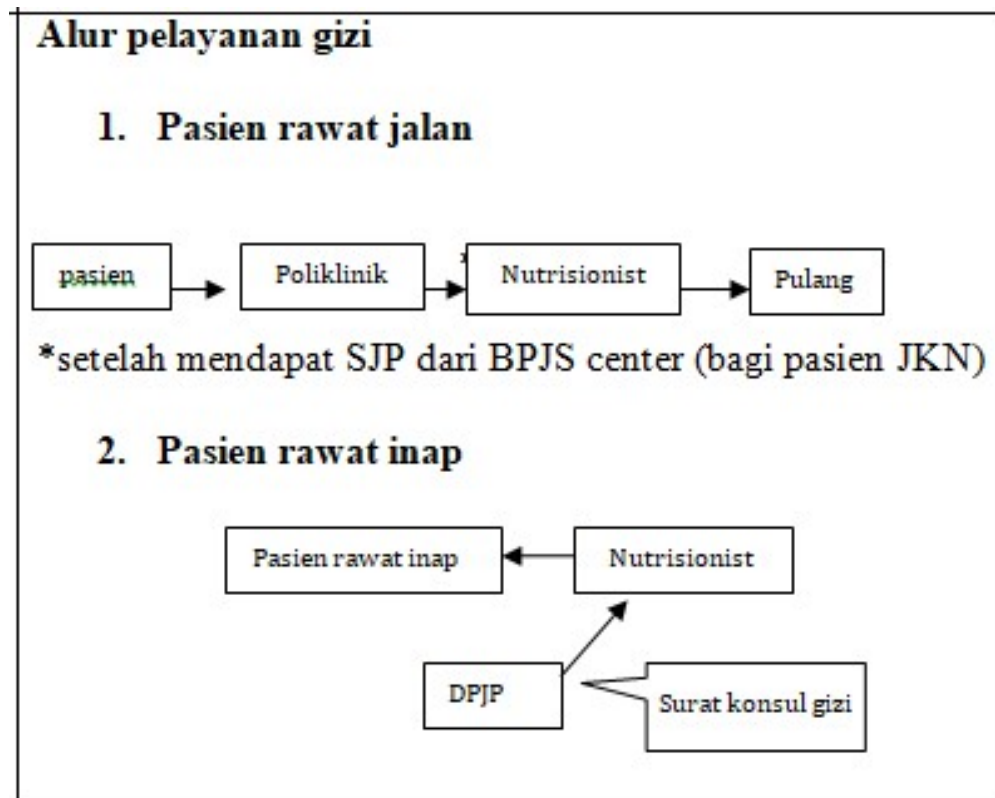 Alur pelayanan gizi
1. Pasien rawat jalan
pasien
Poliklinik
*
Nutrisionist
Pulang
*setelah mendapat SJP dari BPJS center (bagi pasien JKN)
2. Pasien rawat inap
Pasien rawat inap
Nutrisionist
DPJP
Surat konsul gizi